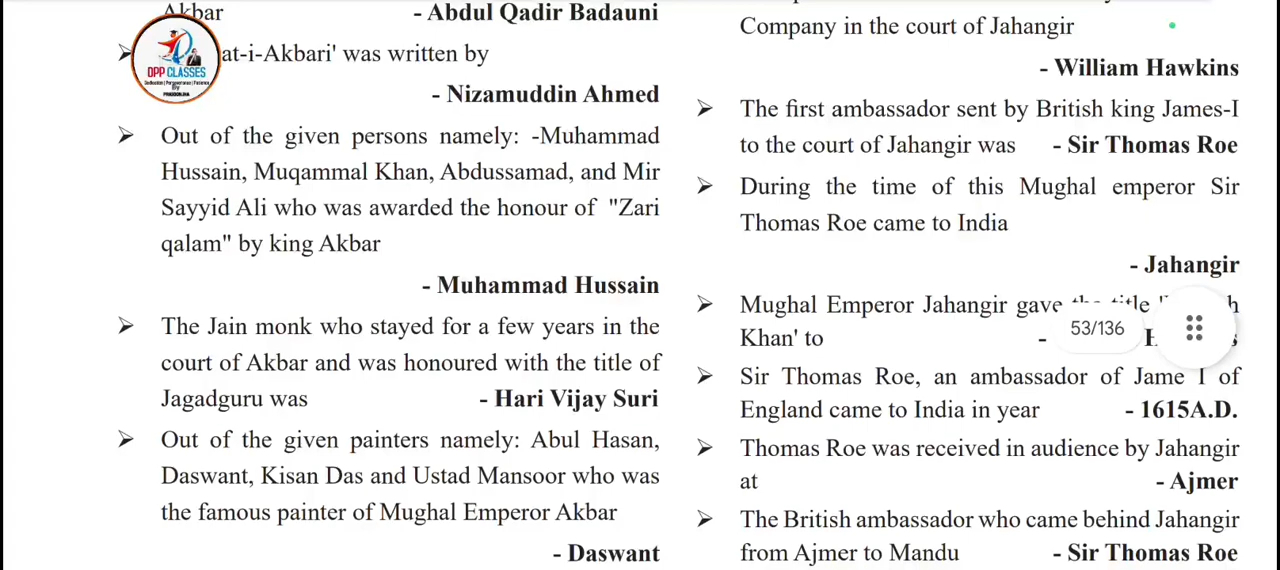 Akbar - Abdul Qadir Badauni
at-i-Akbari' was written by
- Nizamuddin Ahmed
➢ Out of the given persons namely: -Muhammad
Hussain, Muqammal Khan, Abdussamad, and Mir
Sayyid Ali who was awarded the honour of "Zari
qalam" by king Akbar
- Muhammad Hussain
➢ The Jain monk who stayed for a few years in the
court of Akbar and was honoured with the title of
Jagadguru was - Hari Vijay Suri
➢ Out of the given painters namely: Abul Hasan,
Daswant, Kisan Das and Ustad Mansoor who was
the famous painter of Mughal Emperor Akbar
- Daswant
DPP CLASSES
By
Company in the court of Jahangir
- William Hawkins
➢ The first ambassador sent by British king James-I
to the court of Jahangir was - Sir Thomas Roe
➢ During the time of this Mughal emperor Sir
Thomas Roe came to India
- Jahangir
➢ Mughal Emperor Jahangir gave the title
Khan' to -
53/136
➢ Sir Thomas Roe, an ambassador of Jame I of
England came to India in year - 1615A.D.
➢ Thomas Roe was received in audience by Jahangir
at - Ajmer
➢ The British ambassador who came behind Jahangir
from Ajmer to Mandu - Sir Thomas Roe